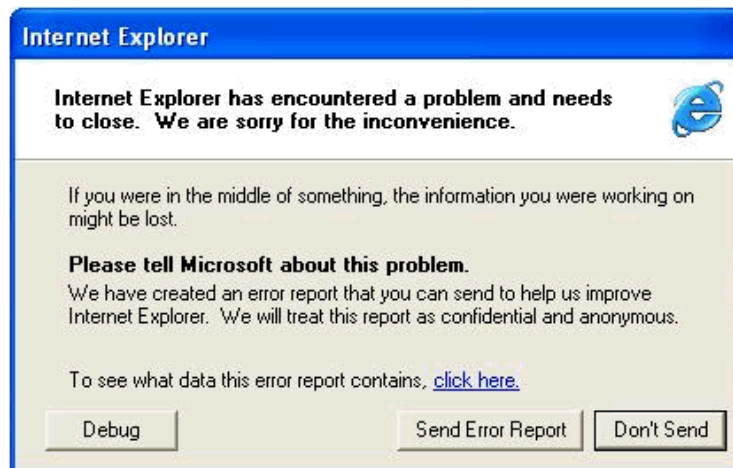 Internet Explorer
Internet Explorer has encountered a problem and needs
to close.  We are sorry for the inconvenience.
If you were in the middle of something, the information you were working on
might be lost.
Please tell Microsoft about this problem.
We have created an error report that you can send to help us improve
Internet Explorer.  We will treat this report as confidential and anonymous.
To see what data this error report contains, click here.
Debug
Send Error Report
Don't Send